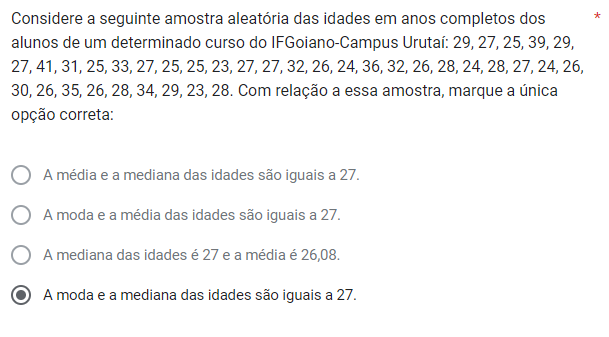 Considere a seguinte amostra aleatória das idades em anos completos dos *
alunos de um determinado curso do IFGoiano-Campus Urutaí: 29, 27, 25, 39, 29,
27, 41, 31, 25, 33, 27, 25, 25, 23, 27, 27, 32, 26, 24, 36, 32, 26, 28, 24, 28, 27, 24, 26,
30, 26, 35, 26, 28, 34, 29, 23, 28. Com relação a essa amostra, marque a única
opção correta:
A média e a mediana das idades são iguais a 27.
A moda e a média das idades são iguais a 27.
A mediana das idades é 27 e a média é 26,08.
A moda e a mediana das idades são iguais a 27.